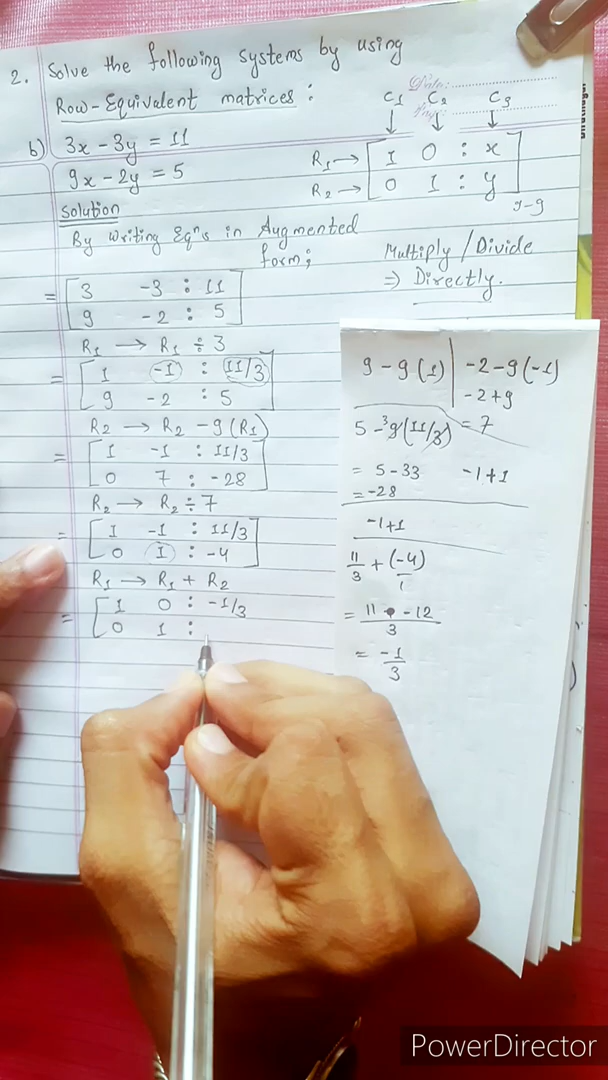 2. Solve the following systems by using
Row-Equivalent matrices :
Date:
C1 C2 C3
↓ ↓ ↓
b) 3x - 3y = 11
9x - 2y = 5
R1 → [ 1 0 : x ]
R2 → [ 0 1 : y ]
9-9
Solution
By writing Eqns in Augmented
form;
Multiply / Divide
⇒ Directly.
= [ 3 -3 : 11 ]
[ 9 -2 : 5 ]
R1 → R1 ÷ 3
= [ 1 -1 : 11/3 ]
[ 9 -2 : 5 ]
R2 → R2 - 9(R1)
= [ 1 -1 : 11/3 ]
[ 0 7 : -28 ]
R2 → R2 ÷ 7
= [ 1 -1 : 11/3 ]
[ 0 1 : -4 ]
R1 → R1 + R2
= [ 1 0 : -1/3
[ 0 1 :
9 - 9(1) | -2 - 9(-1)
-2 + 9
5 - 9(11/3) = 7
3
= 5 - 33 -1 + 1
= -28
-1 + 1
11/3 + (-4)/1
= 11 - 12 / 3
= -1/3
PowerDirector